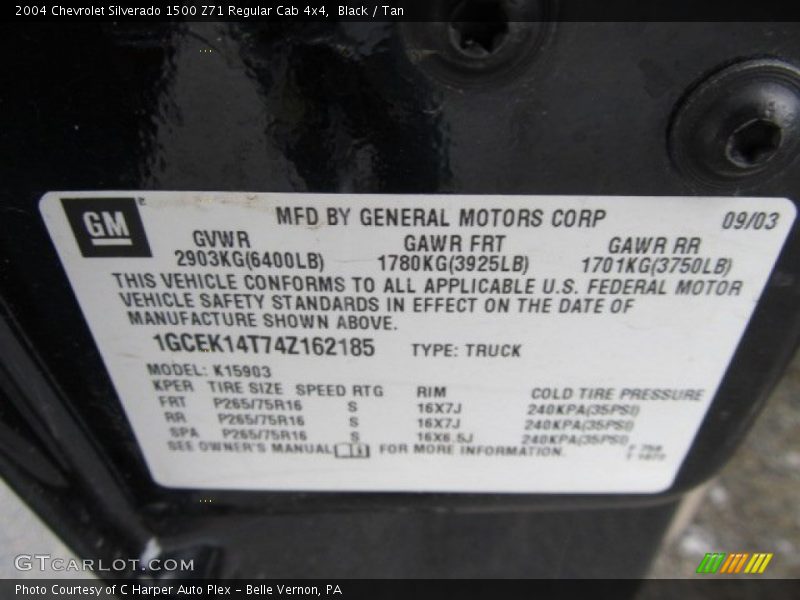 2004 Chevrolet Silverado 1500 Z71 Regular Cab 4x4, Black / Tan
GM
MFD BY GENERAL MOTORS CORP 09/03
GVWR GAWR FRT GAWR RR
2903KG(6400LB) 1780KG(3925LB) 1701KG(3750LB)
THIS VEHICLE CONFORMS TO ALL APPLICABLE U.S. FEDERAL MOTOR
VEHICLE SAFETY STANDARDS IN EFFECT ON THE DATE OF
MANUFACTURE SHOWN ABOVE.
1GCEK14T74Z162185 TYPE: TRUCK
MODEL: K15903
KPER TIRE SIZE SPEED RTG RIM COLD TIRE PRESSURE
FRT P265/75R16 S 16X7J 240KPA(35PSI)
RR P265/75R16 S 16X7J 240KPA(35PSI)
SPA P265/75R16 S 16X6.5J 240KPA(35PSI)
SEE OWNER'S MANUAL FOR MORE INFORMATION.
GTCarLot.com
Photo Courtesy of C Harper Auto Plex - Belle Vernon, PA